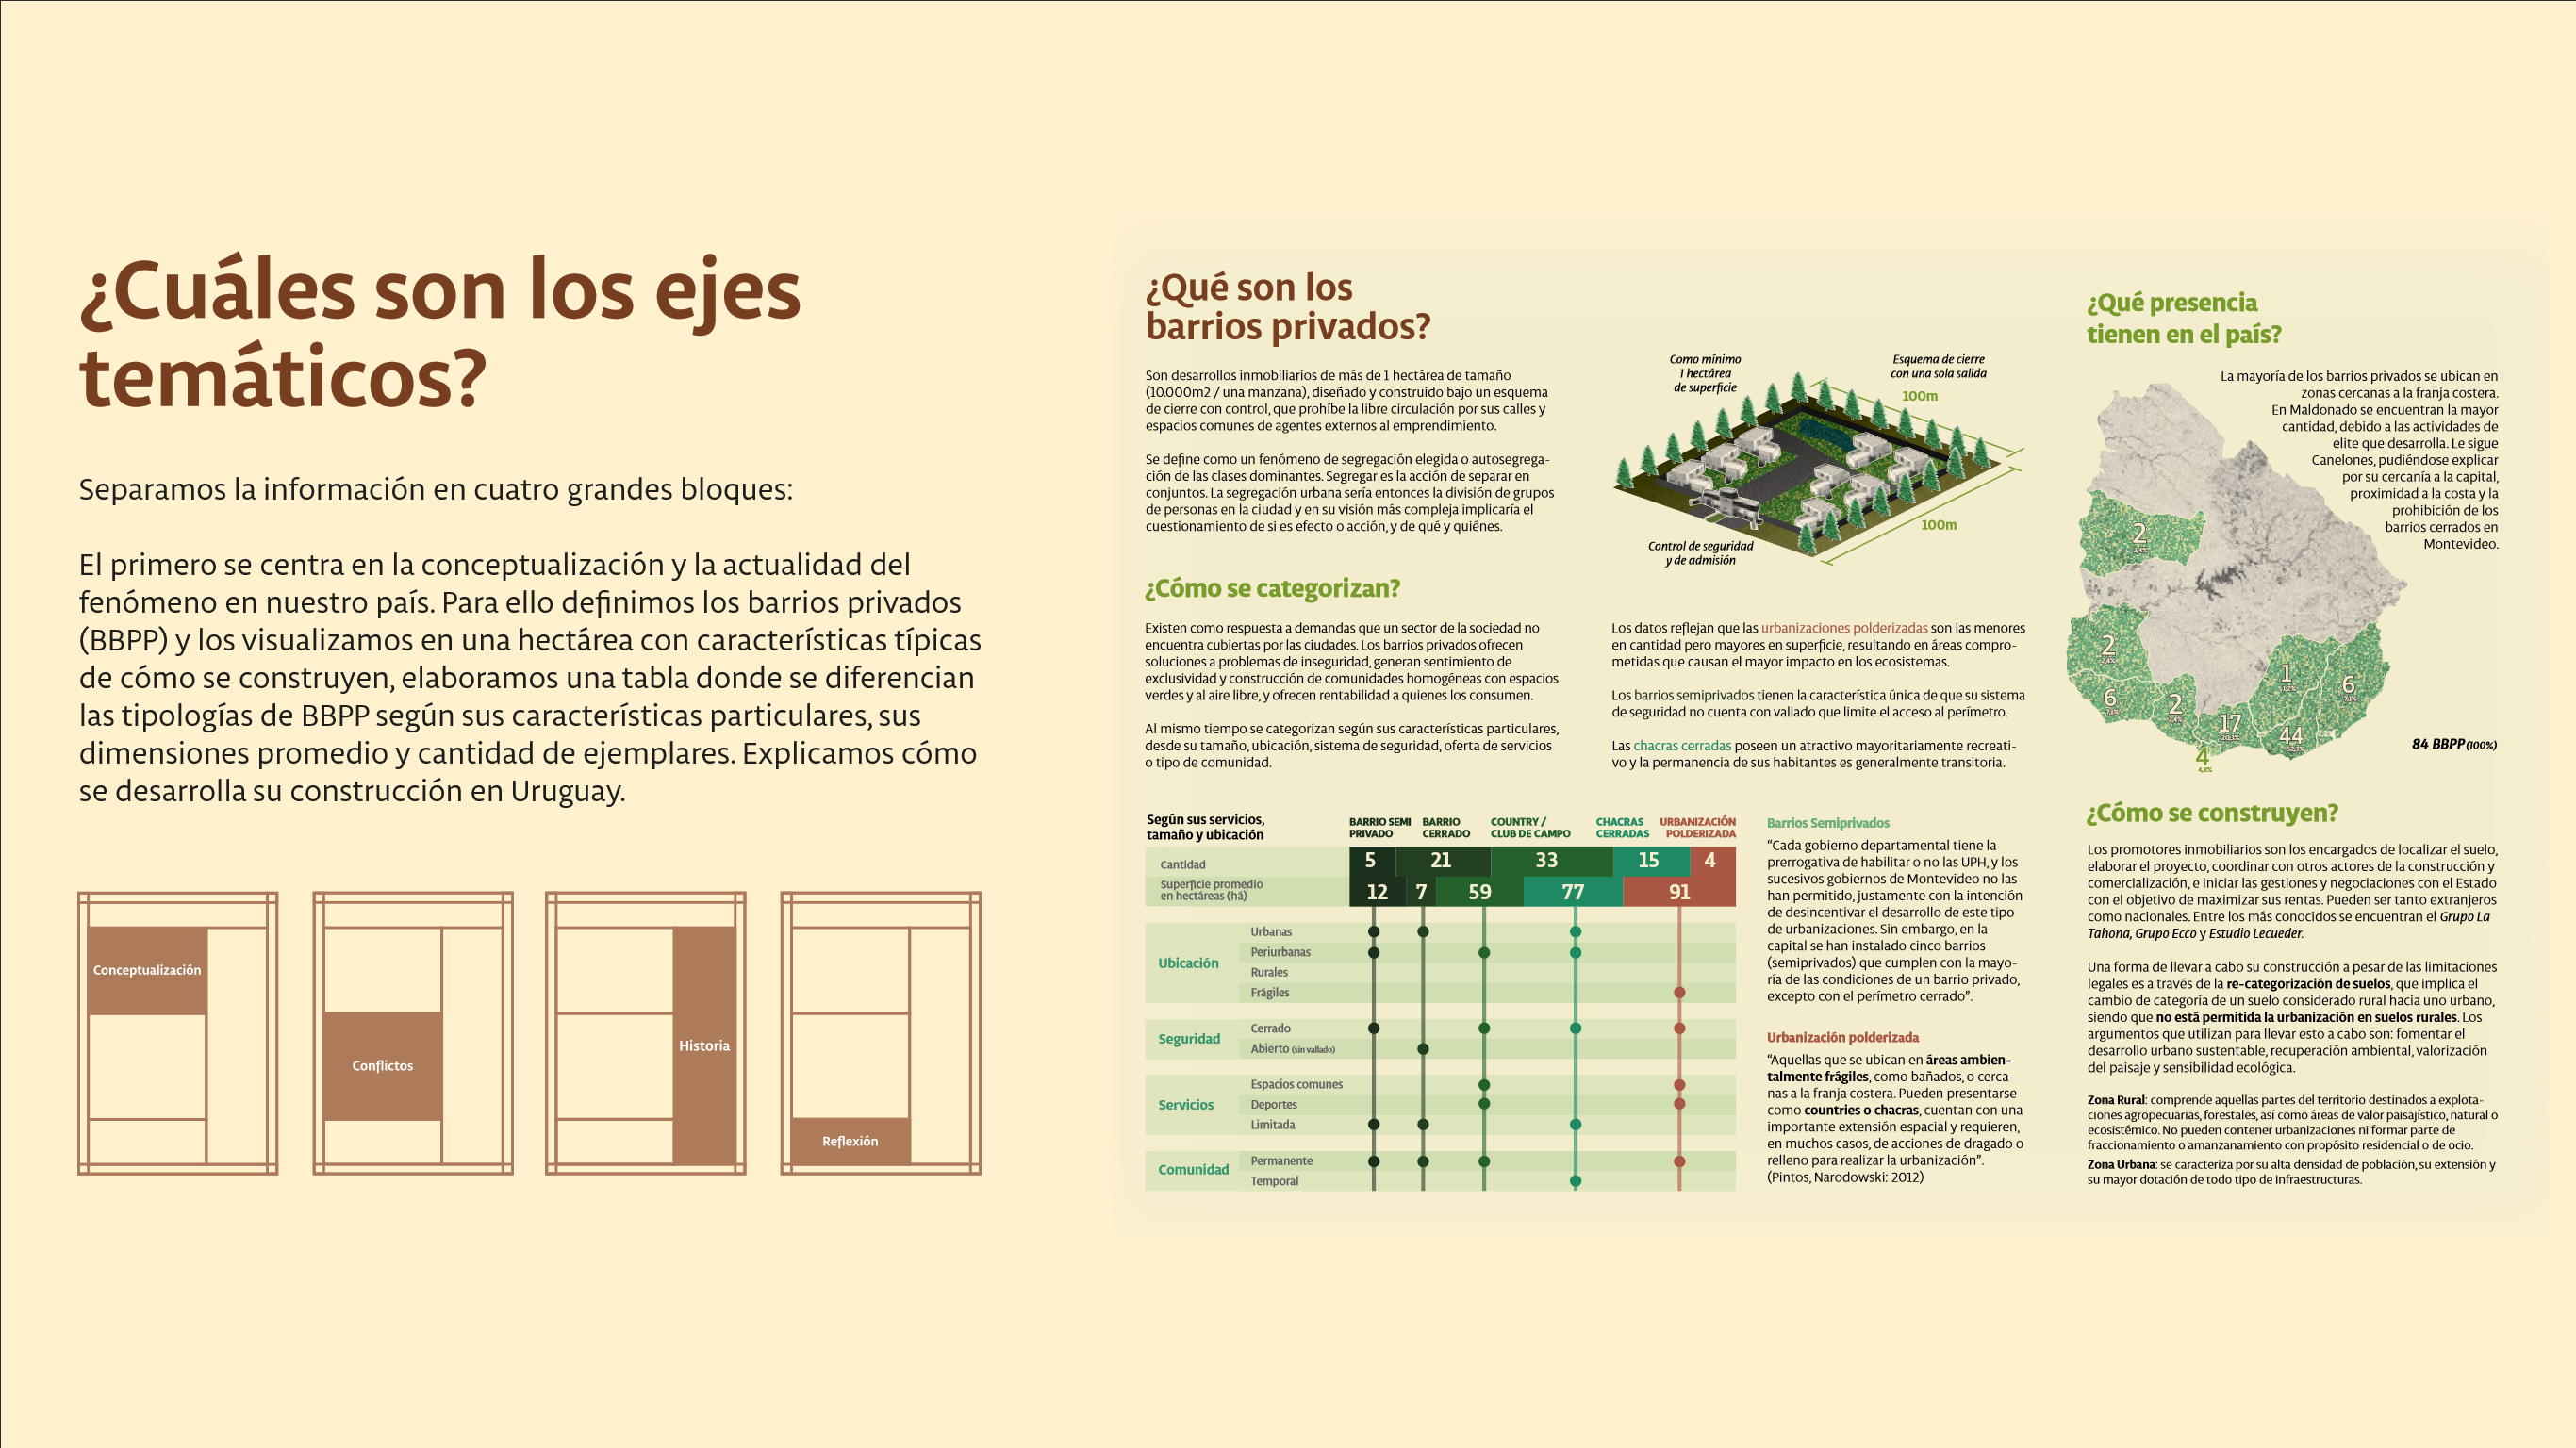 ¿Cuáles son los ejes
temáticos?
Separamos la información en cuatro grandes bloques:
El primero se centra en la conceptualización y la actualidad del
fenómeno en nuestro país. Para ello definimos los barrios privados
(BBPP) y los visualizamos en una hectárea con características típicas
de cómo se construyen, elaboramos una tabla donde se diferencian
las tipologías de BBPP según sus características particulares, sus
dimensiones promedio y cantidad de ejemplares. Explicamos cómo
se desarrolla su construcción en Uruguay.
Conceptualización
Conflictos
Historia
Reflexión
¿Qué son los
barrios privados?
Son desarrollos inmobiliarios de más de 1 hectárea de tamaño
(10.000m2 / una manzana), diseñado y construido bajo un esquema
de cierre con control, que prohíbe la libre circulación por sus calles y
espacios comunes de agentes externos al emprendimiento.
Se define como un fenómeno de segregación elegida o autosegrega-
ción de las clases dominantes. Segregar es la acción de separar en
conjuntos. La segregación urbana sería entonces la división de grupos
de personas en la ciudad y en su visión más compleja implicaría el
cuestionamiento de si es efecto o acción, y de qué y quiénes.
Como mínimo
1 hectárea
de superficie
Esquema de cierre
con una sola salida
100m
100m
Control de seguridad
y de admisión
¿Cómo se categorizan?
Existen como respuesta a demandas que un sector de la sociedad no
encuentra cubiertas por las ciudades. Los barrios privados ofrecen
soluciones a problemas de inseguridad, generan sentimiento de
exclusividad y construcción de comunidades homogéneas con espacios
verdes y al aire libre, y ofrecen rentabilidad a quienes los consumen.
Al mismo tiempo se categorizan según sus características particulares,
desde su tamaño, ubicación, sistema de seguridad, oferta de servicios
o tipo de comunidad.
Los datos reflejan que las urbanizaciones polderizadas son las menores
en cantidad pero mayores en superficie, resultando en áreas compro-
metidas que causan el mayor impacto en los ecosistemas.
Los barrios semiprivados tienen la característica única de que su sistema
de seguridad no cuenta con vallado que limite el acceso al perímetro.
Las chacras cerradas poseen un atractivo mayoritariamente recreati-
vo y la permanencia de sus habitantes es generalmente transitoria.
Según sus servicios,
tamaño y ubicación
BARRIO SEMI
PRIVADO
BARRIO
CERRADO
COUNTRY /
CLUB DE CAMPO
CHACRAS
CERRADAS
URBANIZACIÓN
POLDERIZADA
Cantidad
5 21 33 15 4
Superficie promedio
en hectáreas (há)
12 7 59 77 91
Ubicación
Urbanas
Periurbanas
Rurales
Frágiles
Seguridad
Cerrado
Abierto (sin vallado)
Servicios
Espacios comunes
Deportes
Limitada
Comunidad
Permanente
Temporal
Barrios Semiprivados
“Cada gobierno departamental tiene la
prerrogativa de habilitar o no las UPH, y los
sucesivos gobiernos de Montevideo no las
han permitido, justamente con la intención
de desincentivar el desarrollo de este tipo
de urbanizaciones. Sin embargo, en la
capital se han instalado cinco barrios
(semiprivados) que cumplen con la mayo-
ría de las condiciones de un barrio privado,
excepto con el perímetro cerrado”.
Urbanización polderizada
“Aquellas que se ubican en áreas ambien-
talmente frágiles, como bañados, o cerca-
nas a la franja costera. Pueden presentarse
como countries o chacras, cuentan con una
importante extensión espacial y requieren,
en muchos casos, de acciones de dragado o
relleno para realizar la urbanización”.
(Pintos, Narodowski: 2012)
¿Qué presencia
tienen en el país?
La mayoría de los barrios privados se ubican en
zonas cercanas a la franja costera.
En Maldonado se encuentran la mayor
cantidad, debido a las actividades de
elite que desarrolla. Le sigue
Canelones, pudiéndose explicar
por su cercanía a la capital,
proximidad a la costa y la
prohibición de los
barrios cerrados en
Montevideo.
2
2,4%
2
2,4%
6
7,1%
2
17
20,3%
4
4,8%
44
1
1,2%
6
7,1%
84 BBPP(100%)
¿Cómo se construyen?
Los promotores inmobiliarios son los encargados de localizar el suelo,
elaborar el proyecto, coordinar con otros actores de la construcción y
comercialización, e iniciar las gestiones y negociaciones con el Estado
con el objetivo de maximizar sus rentas. Pueden ser tanto extranjeros
como nacionales. Entre los más conocidos se encuentran el Grupo La
Tahona, Grupo Ecco y Estudio Lecueder.
Una forma de llevar a cabo su construcción a pesar de las limitaciones
legales es a través de la re-categorización de suelos, que implica el
cambio de categoría de un suelo considerado rural hacia uno urbano,
siendo que no está permitida la urbanización en suelos rurales. Los
argumentos que utilizan para llevar esto a cabo son: fomentar el
desarrollo urbano sustentable, recuperación ambiental, valorización
del paisaje y sensibilidad ecológica.
Zona Rural: comprende aquellas partes del territorio destinados a explota-
ciones agropecuarias, forestales, así como áreas de valor paisajístico, natural o
ecosistémico. No pueden contener urbanizaciones ni formar parte de
fraccionamiento o amanzanamiento con propósito residencial o de ocio.
Zona Urbana: se caracteriza por su alta densidad de población, su extensión y
su mayor dotación de todo tipo de infraestructuras.